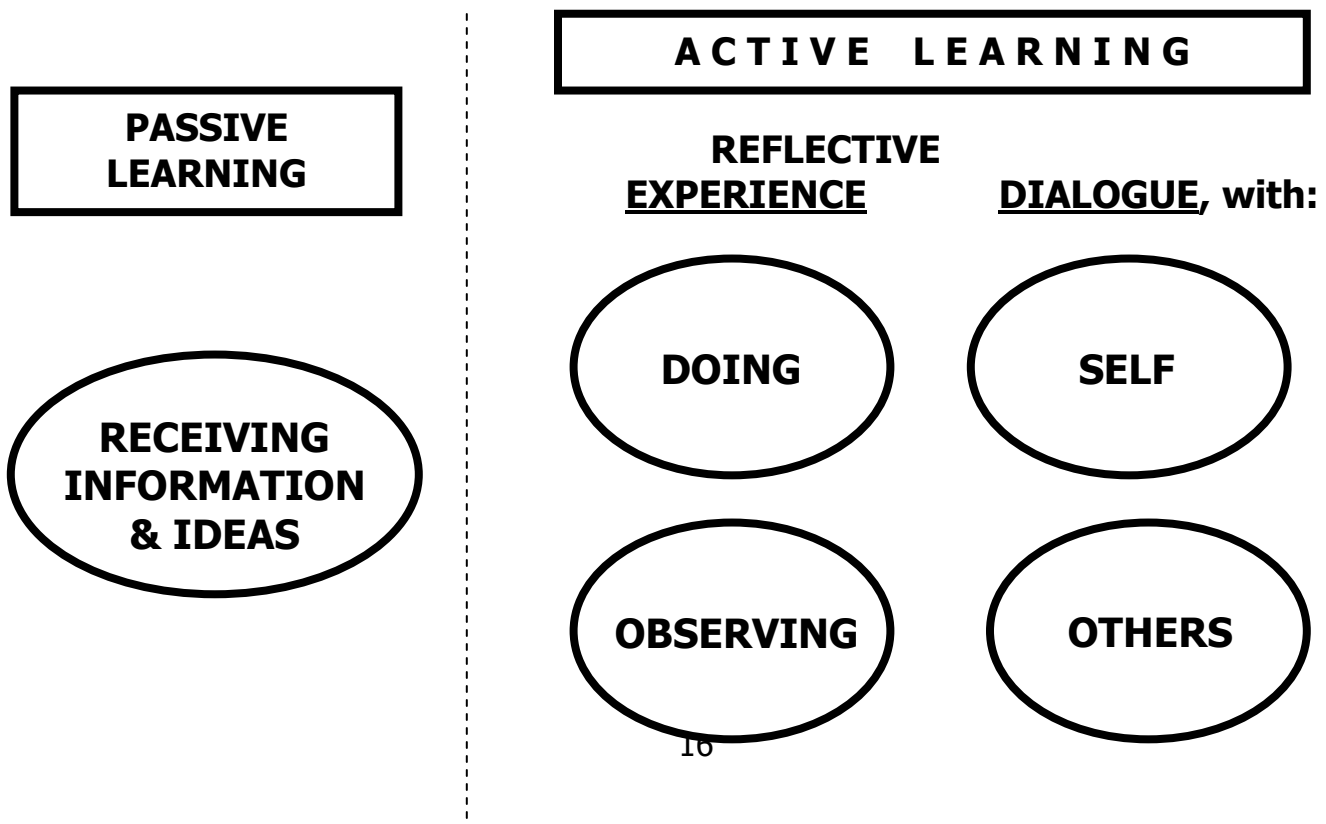 PASSIVE
LEARNING
RECEIVING
INFORMATION
& IDEAS
A C T I V E   L E A R N I N G
REFLECTIVE
EXPERIENCE   DIALOGUE, with:
DOING   SELF
OBSERVING   OTHERS
16